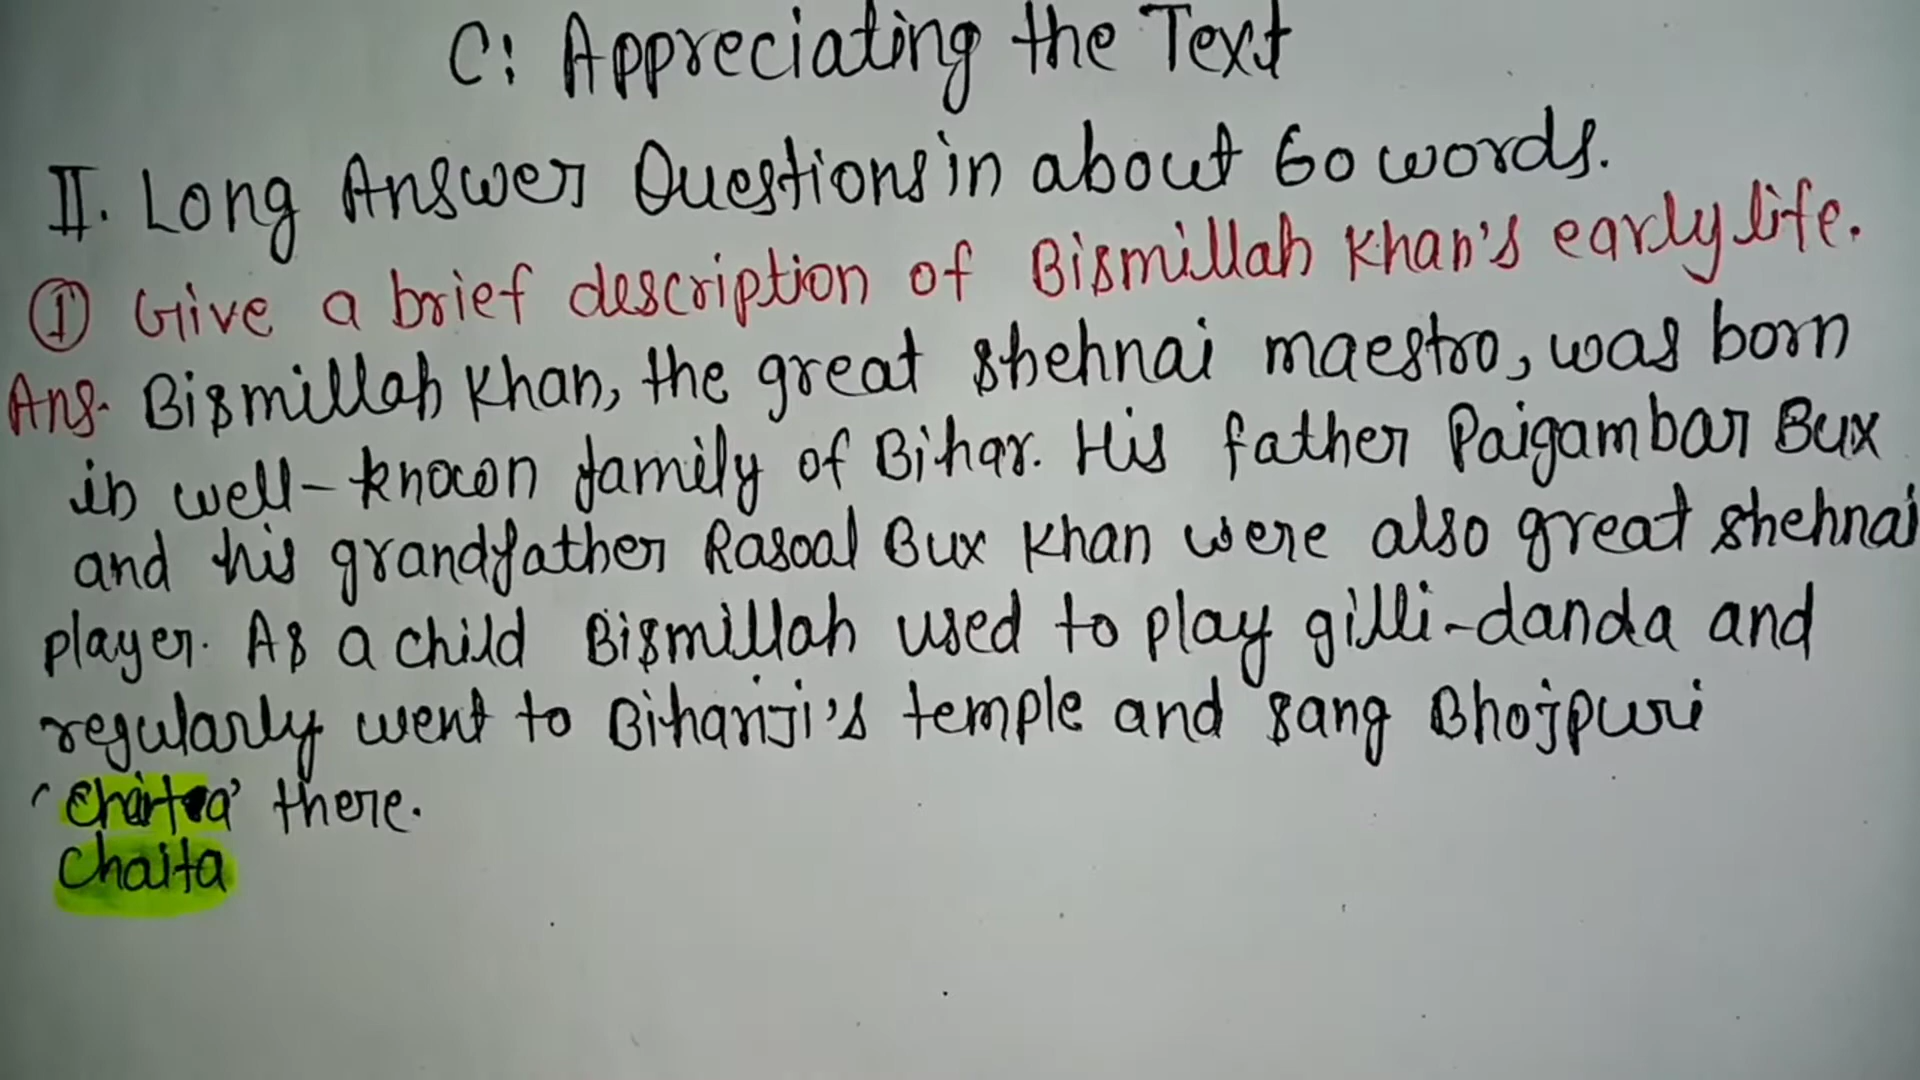 C: Appreciating the Text
II. Long Answer Questions in about 60 words.
① Give a brief description of Bismillah Khan's early life.
Ans. Bismillah Khan, the great shehnai maestro, was born
in well-known family of Bihar. His father Paigambar Bux
and his grandfather Rasoal Bux Khan were also great shehnai
player. As a child Bismillah used to play gilli-danda and
regularly went to Bihariji's temple and sang Bhojpuri
there.
Chaita